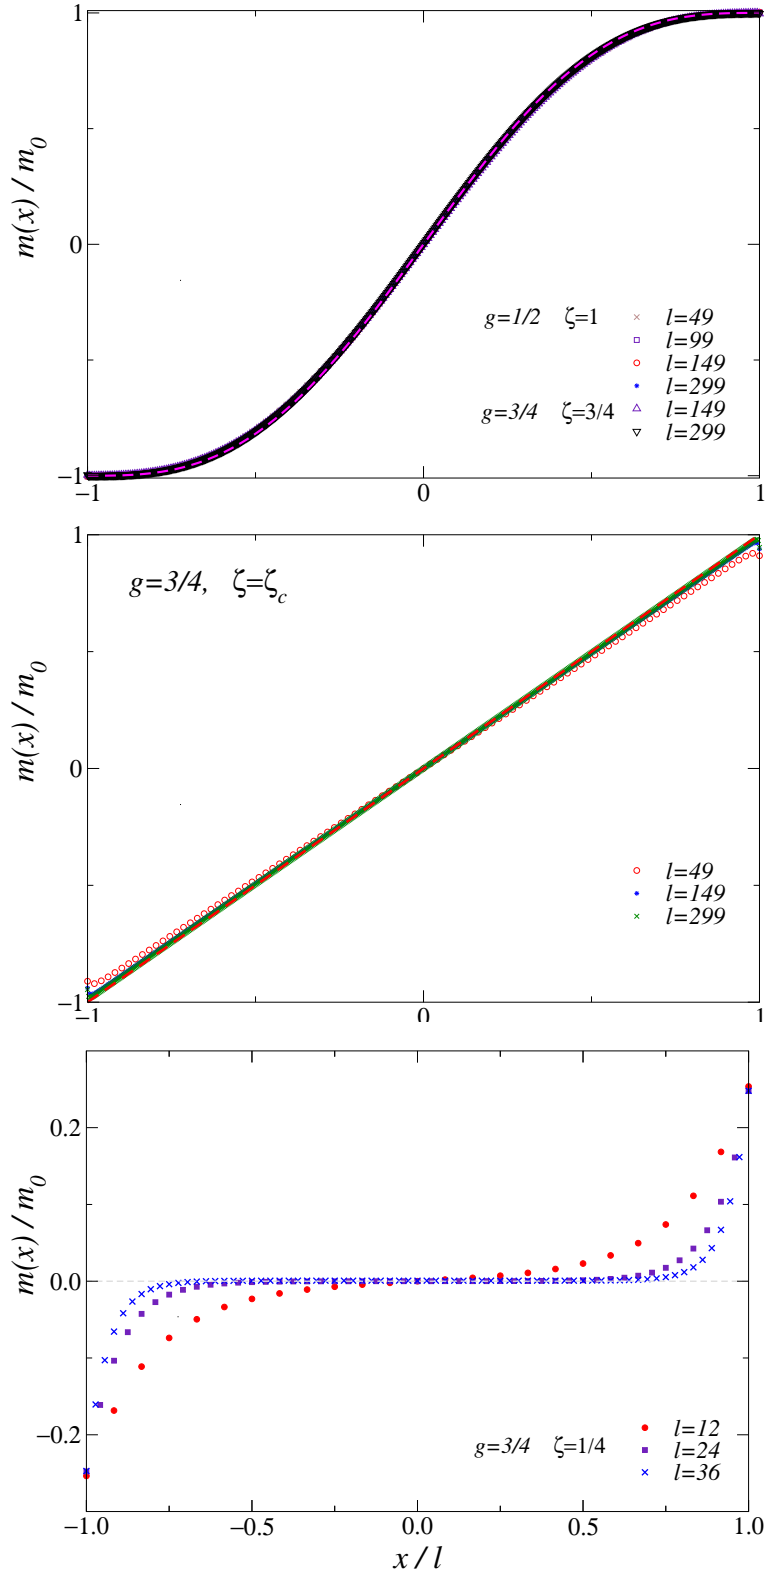 1
m(x) / m0
0
g=1/2 ζ=1 l=49
l=99
l=149
l=299
g=3/4 ζ=3/4 l=149
l=299
−1
−1 0 1
1
g=3/4, ζ=ζc
m(x) / m0
0
l=49
l=149
l=299
−1
−1 0 1
0.2
m(x) / m0
0.0
−0.2
l=12
g=3/4 ζ=1/4 l=24
l=36
−1.0 −0.5 0.0 0.5 1.0
x / l